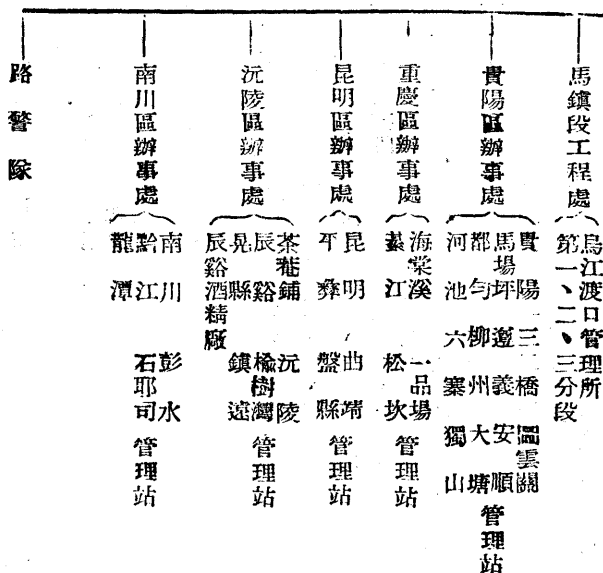 馬鎮段工程處
烏江渡口管理所
第一、二、三分段
貴陽區辦事處
貴陽 三橋 圖雲關
馬場坪 遵義 安順
都勻 柳州 大塘
河池 六寨 獨山
管理站
重慶區辦事處
海棠溪 一品場
綦江 松坎
管理站
昆明區辦事處
昆明 曲靖
平彝 盤縣
管理站
沅陵區辦事處
茶菴鋪 沅陵
辰谿 榆樹灣
晃縣 鎮遠
辰谿酒精廠
管理站
南川區辦事處
南川 彭水
黔江 石耶司
龍潭
管理站
路警隊